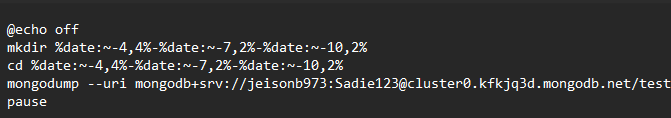 @echo off
mkdir %date:~-4,4%-%date:~-7,2%-%date:~-10,2%
cd %date:~-4,4%-%date:~-7,2%-%date:~-10,2%
mongodump --uri mongodb+srv://jeisonb973:Sadie123@cluster0.kfkjq3d.mongodb.net/test
pause